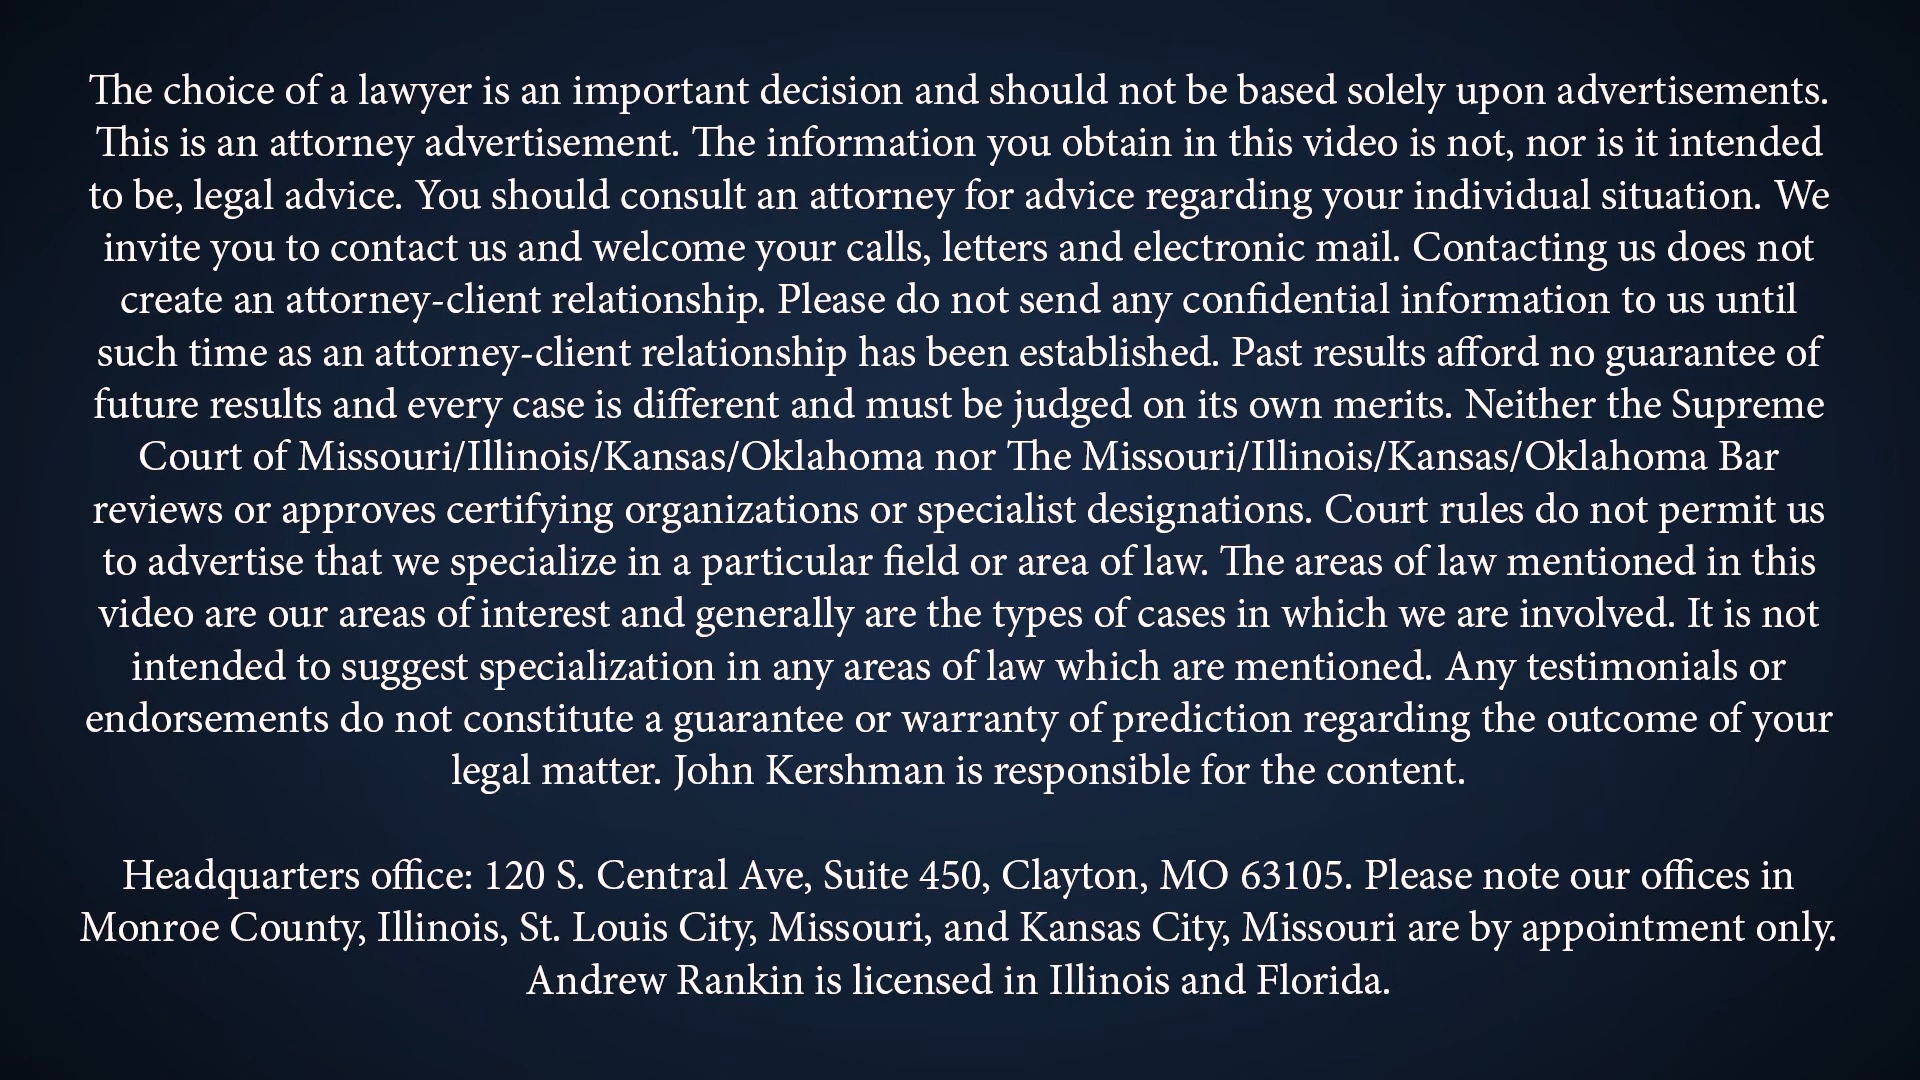 The choice of a lawyer is an important decision and should not be based solely upon advertisements.
This is an attorney advertisement. The information you obtain in this video is not, nor is it intended
to be, legal advice. You should consult an attorney for advice regarding your individual situation. We
invite you to contact us and welcome your calls, letters and electronic mail. Contacting us does not
create an attorney-client relationship. Please do not send any confidential information to us until
such time as an attorney-client relationship has been established. Past results afford no guarantee of
future results and every case is different and must be judged on its own merits. Neither the Supreme
Court of Missouri/Illinois/Kansas/Oklahoma nor The Missouri/Illinois/Kansas/Oklahoma Bar
reviews or approves certifying organizations or specialist designations. Court rules do not permit us
to advertise that we specialize in a particular field or area of law. The areas of law mentioned in this
video are our areas of interest and generally are the types of cases in which we are involved. It is not
intended to suggest specialization in any areas of law which are mentioned. Any testimonials or
endorsements do not constitute a guarantee or warranty of prediction regarding the outcome of your
legal matter. John Kershman is responsible for the content.
Headquarters office: 120 S. Central Ave, Suite 450, Clayton, MO 63105. Please note our offices in
Monroe County, Illinois, St. Louis City, Missouri, and Kansas City, Missouri are by appointment only.
Andrew Rankin is licensed in Illinois and Florida.